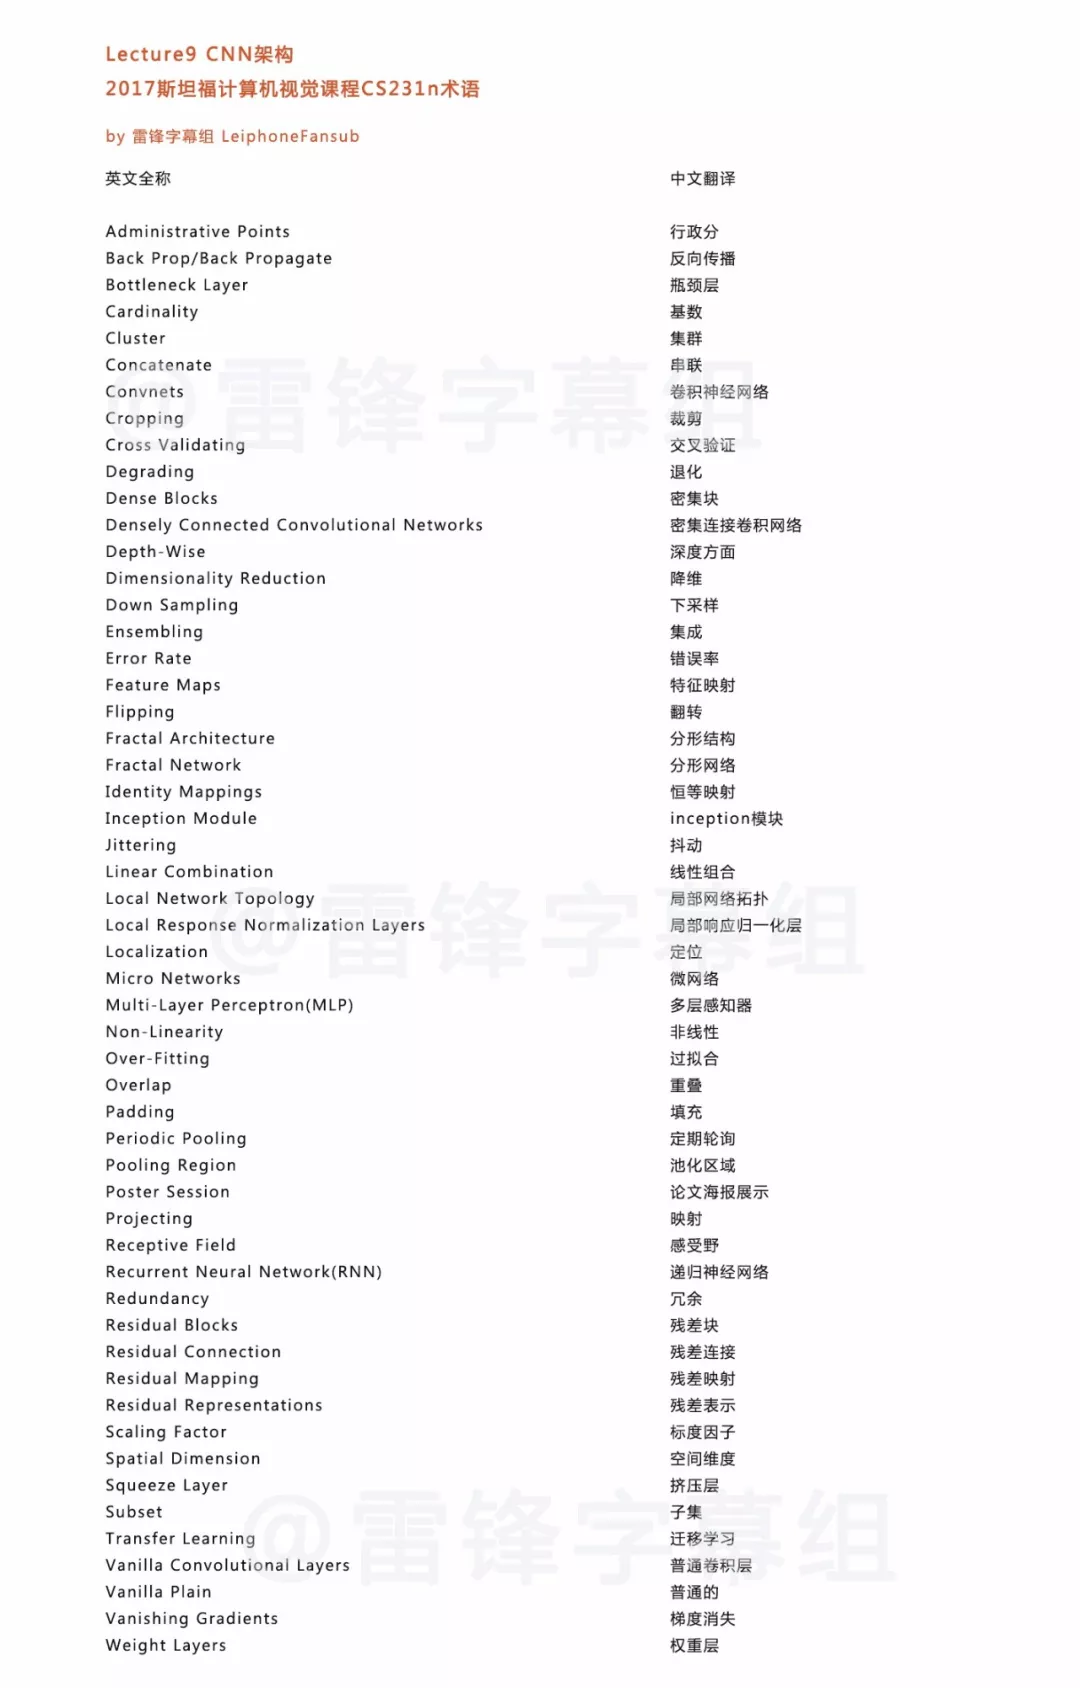 Lecture9 CNN架构
2017斯坦福计算机视觉课程CS231n术语
by 雷锋字幕组 LeiphoneFansub
英文全称 中文翻译
Administrative Points 行政分
Back Prop/Back Propagate 反向传播
Bottleneck Layer 瓶颈层
Cardinality 基数
Cluster 集群
Concatenate 串联
Convnets 卷积神经网络
Cropping 裁剪
Cross Validating 交叉验证
@雷锋字幕组
Degrading 退化
Dense Blocks 密集块
Densely Connected Convolutional Networks 密集连接卷积网络
Depth-Wise 深度方面
Dimensionality Reduction 降维
Down Sampling 下采样
Ensembling 集成
Error Rate 错误率
Feature Maps 特征映射
Flipping 翻转
Fractal Architecture 分形结构
Fractal Network 分形网络
Identity Mappings 恒等映射
Inception Module inception模块
Jittering 抖动
Linear Combination 线性组合
Local Network Topology 局部网络拓扑
Local Response Normalization Layers 局部响应归一化层
@雷锋字幕组
Localization 定位
Micro Networks 微网络
Multi-Layer Perceptron(MLP) 多层感知器
Non-Linearity 非线性
Over-Fitting 过拟合
Overlap 重叠
Padding 填充
Periodic Pooling 定期轮询
Pooling Region 池化区域
Poster Session 论文海报展示
Projecting 映射
Receptive Field 感受野
Recurrent Neural Network(RNN) 递归神经网络
Redundancy 冗余
Residual Blocks 残差块
Residual Connection 残差连接
Residual Mapping 残差映射
Residual Representations 残差表示
Scaling Factor 标度因子
Spatial Dimension 空间维度
Squeeze Layer 挤压层
Subset 子集
Transfer Learning 迁移学习
@雷锋字幕组
Vanilla Convolutional Layers 普通卷积层
Vanilla Plain 普通的
Vanishing Gradients 梯度消失
Weight Layers 权重层